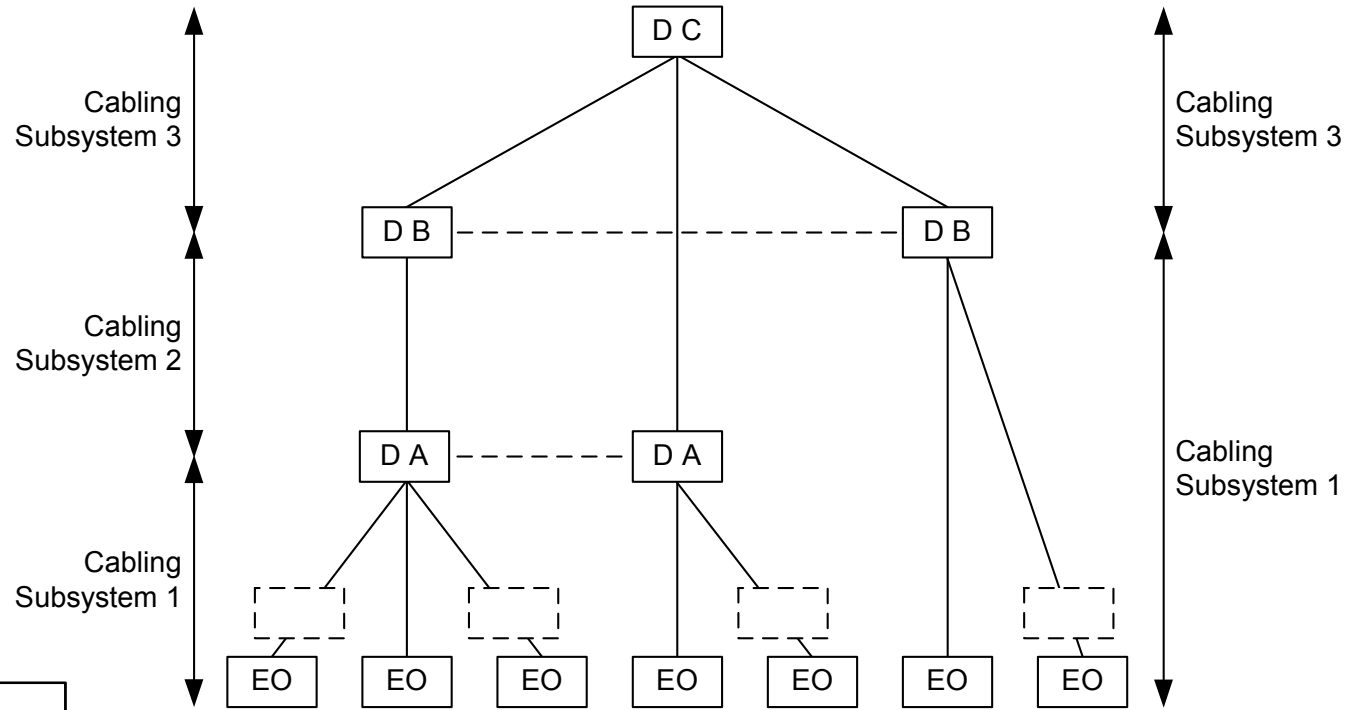 D C
Cabling
Subsystem 3
Cabling
Subsystem 3
D B
D B
Cabling
Subsystem 2
D A
D A
Cabling
Subsystem 1
Cabling
Subsystem 1
EO
EO
EO
EO
EO
EO
EO